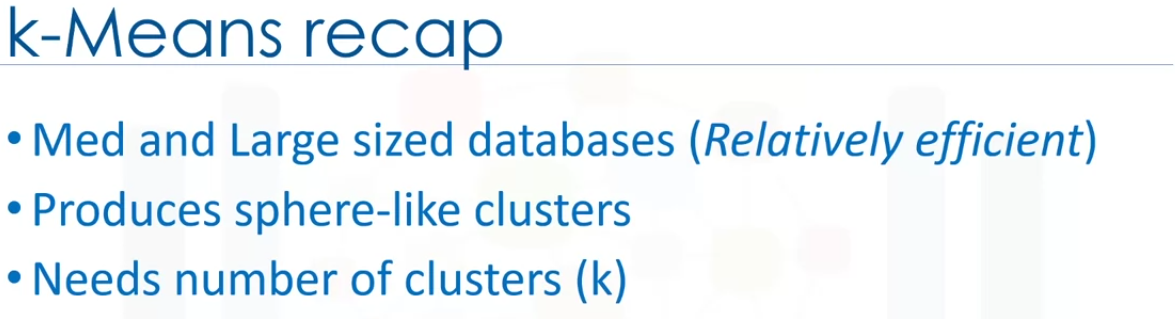 k-Means recap
• Med and Large sized databases (Relatively efficient)
• Produces sphere-like clusters
• Needs number of clusters (k)